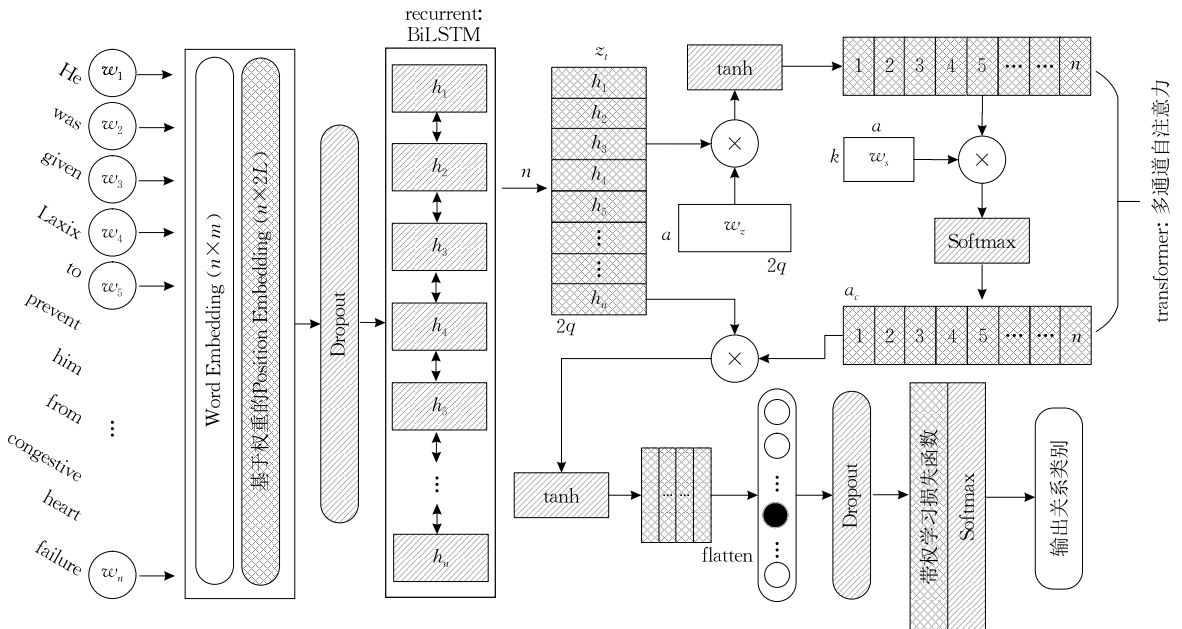 He w1
was w2
given w3
Laxix w4
to w5
prevent
him
from
⋮
congestive
heart
failure wn
Word Embedding (n×m)
基于权重的Position Embedding (n×2L)
Dropout
recurrent:
BiLSTM
h1
h2
h3
h4
h5
⋮
hn
n
zt
h1
h2
h3
h4
h5
⋮
⋮
hn
2q
tanh
×
a
wz
2q
1 2 3 4 5 ··· ··· n
a
k ws
×
Softmax
ac
1 2 3 4 5 ··· ··· n
transformer: 多通道自注意力
×
tanh
··· ···
flatten
⋮
⋮
Dropout
带权学习损失函数
Softmax
输出关系类别